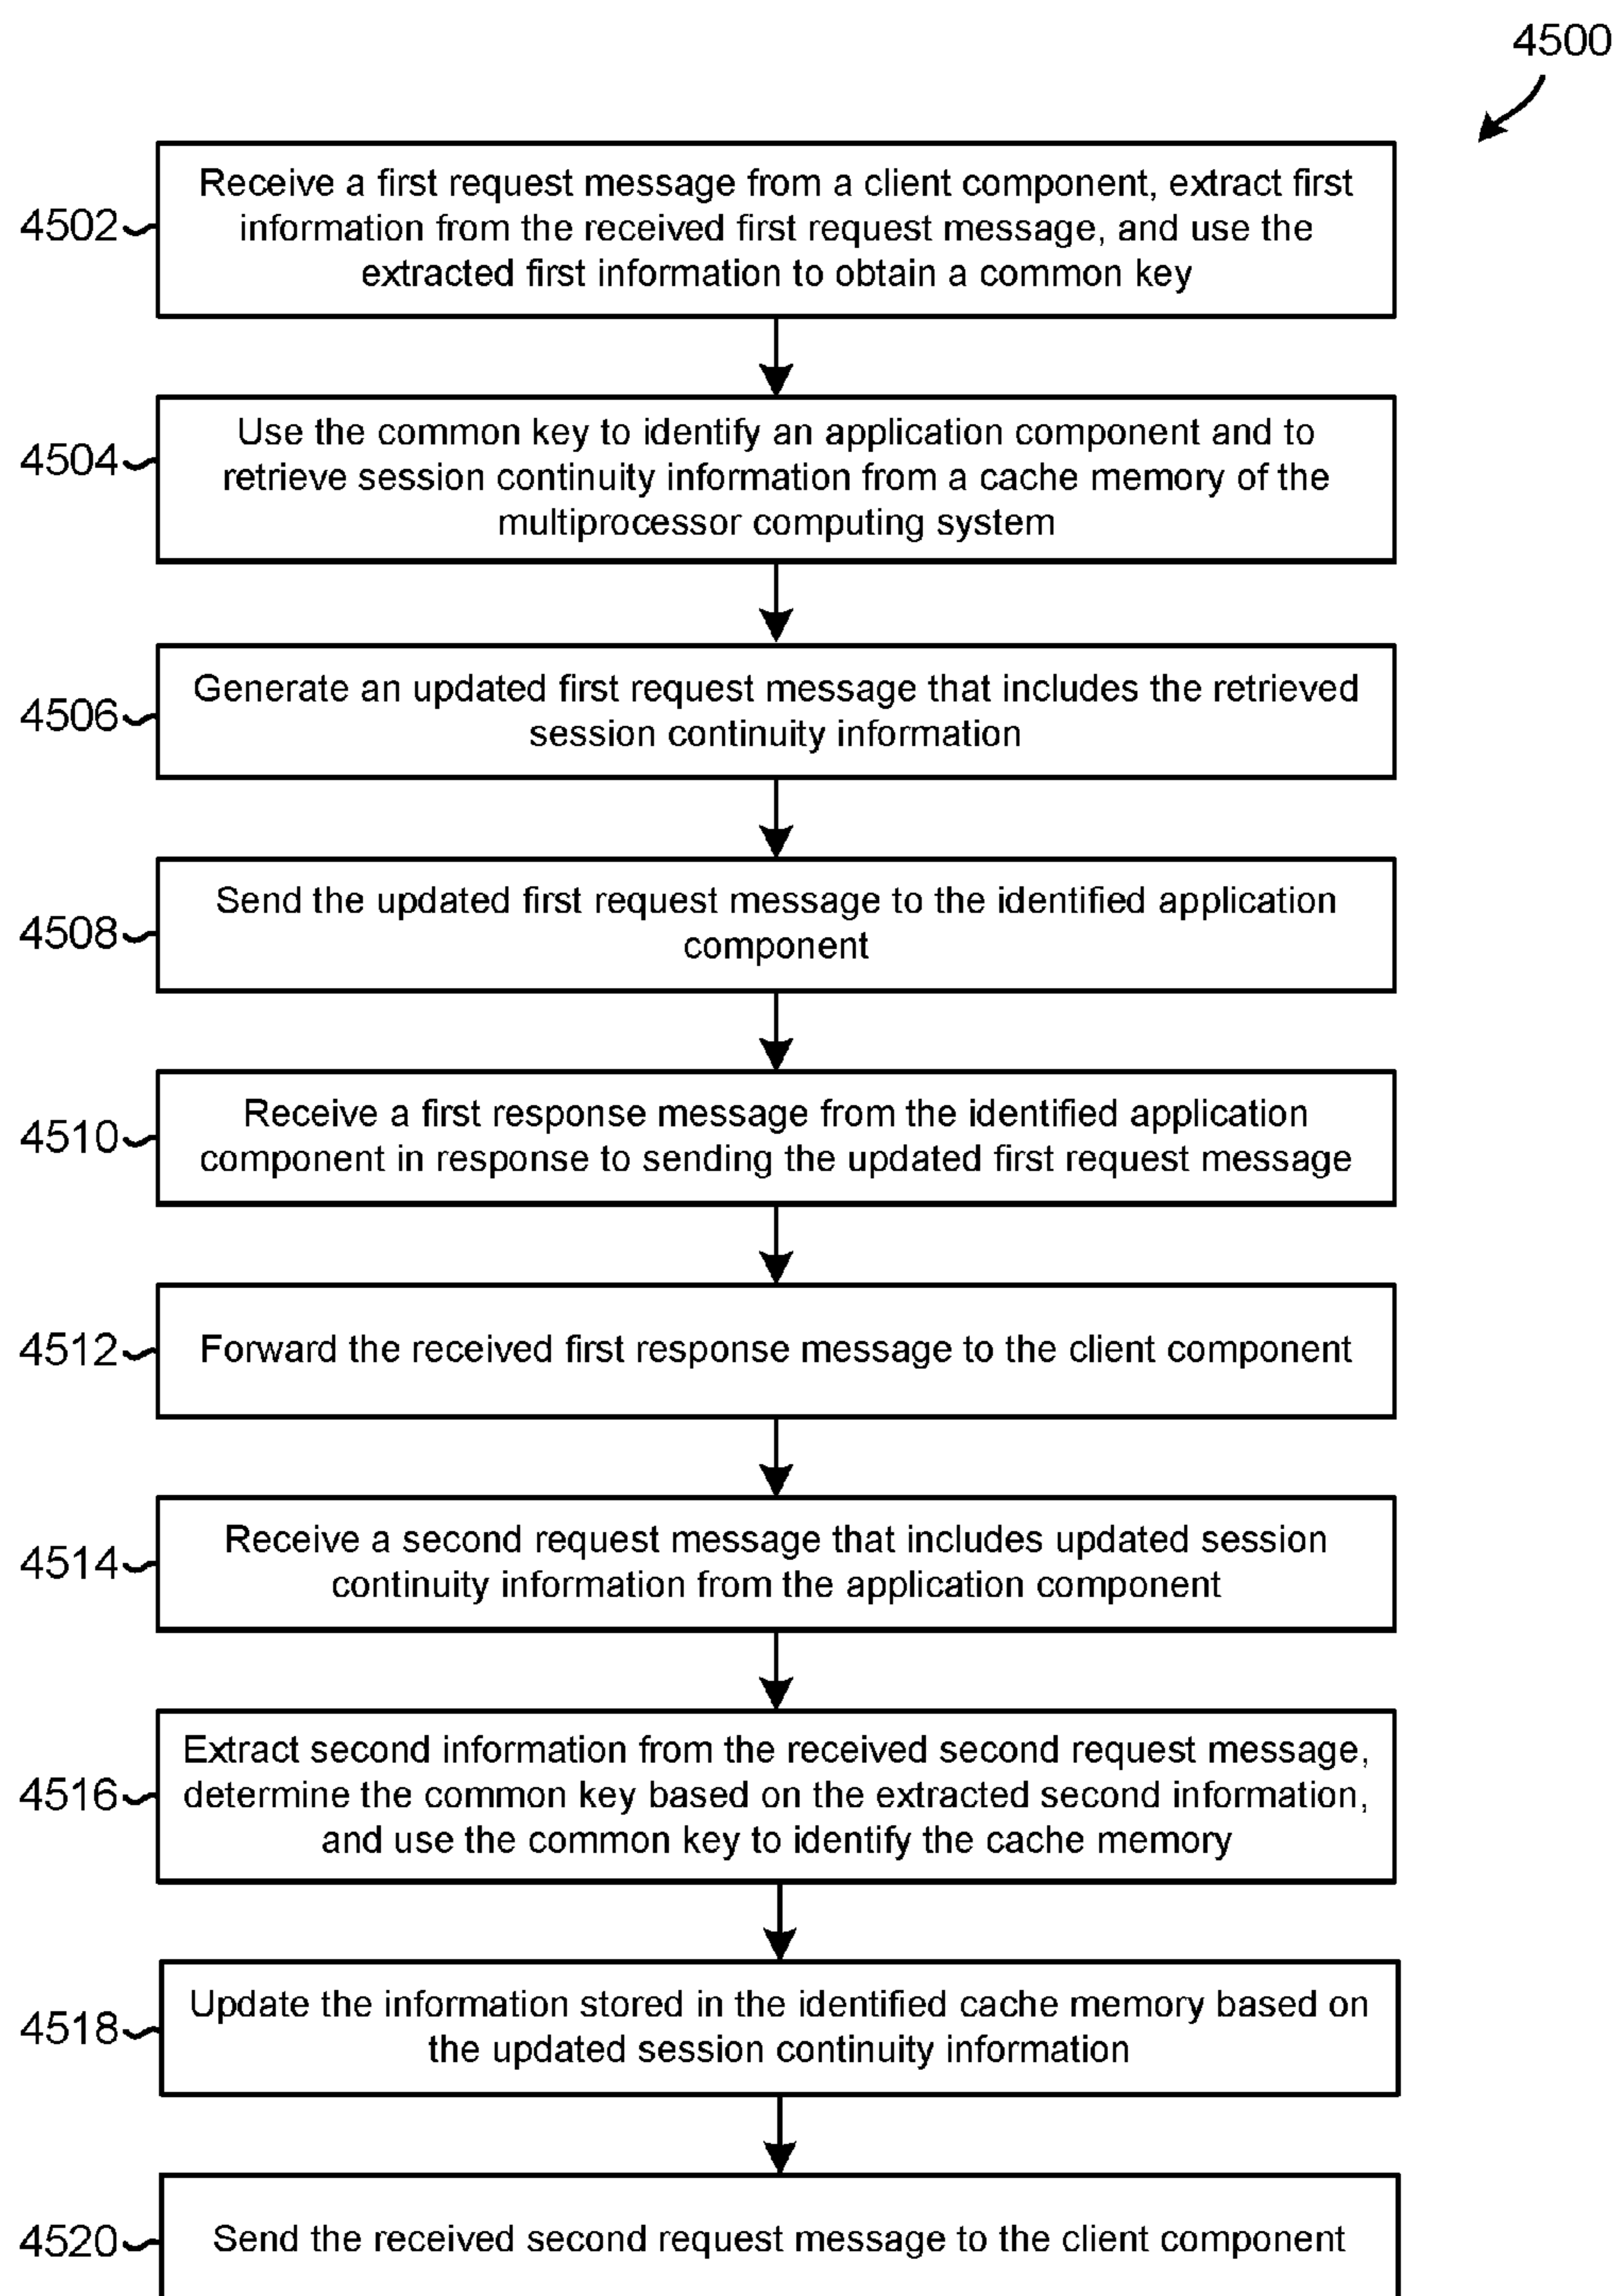 4500
4502
Receive a first request message from a client component, extract first
information from the received first request message, and use the
extracted first information to obtain a common key
4504
Use the common key to identify an application component and to
retrieve session continuity information from a cache memory of the
multiprocessor computing system
4506
Generate an updated first request message that includes the retrieved
session continuity information
4508
Send the updated first request message to the identified application
component
4510
Receive a first response message from the identified application
component in response to sending the updated first request message
4512
Forward the received first response message to the client component
4514
Receive a second request message that includes updated session
continuity information from the application component
4516
Extract second information from the received second request message,
determine the common key based on the extracted second information,
and use the common key to identify the cache memory
4518
Update the information stored in the identified cache memory based on
the updated session continuity information
4520
Send the received second request message to the client component